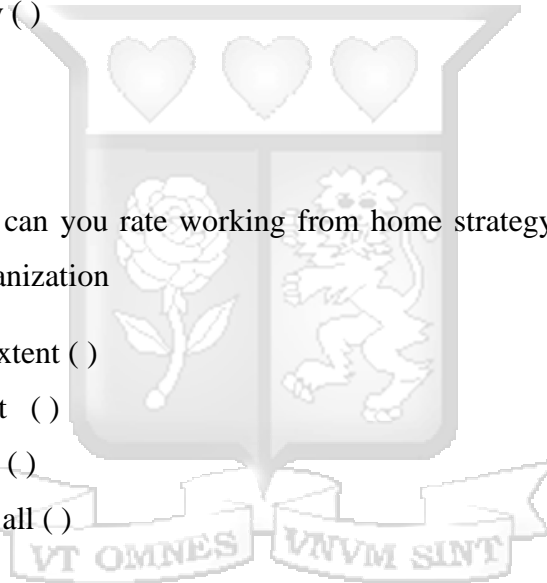 ( )
can you rate working from home strategy
anization
xtent ( )
t ( )
( )
all ( )
VT OMNES VNVM SINT